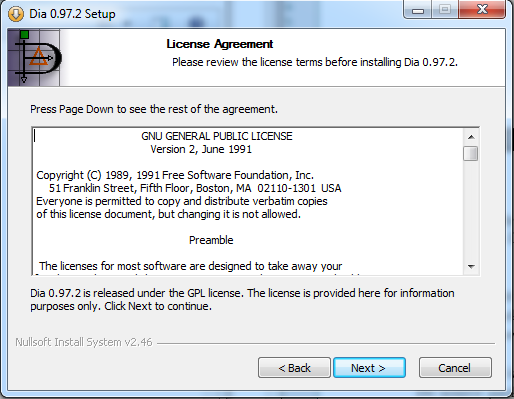 Dia 0.97.2 Setup
License Agreement
Please review the license terms before installing Dia 0.97.2.
Press Page Down to see the rest of the agreement.
GNU GENERAL PUBLIC LICENSE
Version 2, June 1991
Copyright (C) 1989, 1991 Free Software Foundation, Inc.
51 Franklin Street, Fifth Floor, Boston, MA 02110-1301 USA
Everyone is permitted to copy and distribute verbatim copies
of this license document, but changing it is not allowed.
Preamble
The licenses for most software are designed to take away your
Dia 0.97.2 is released under the GPL license. The license is provided here for information
purposes only. Click Next to continue.
Nullsoft Install System v2.46
< Back
Next >
Cancel